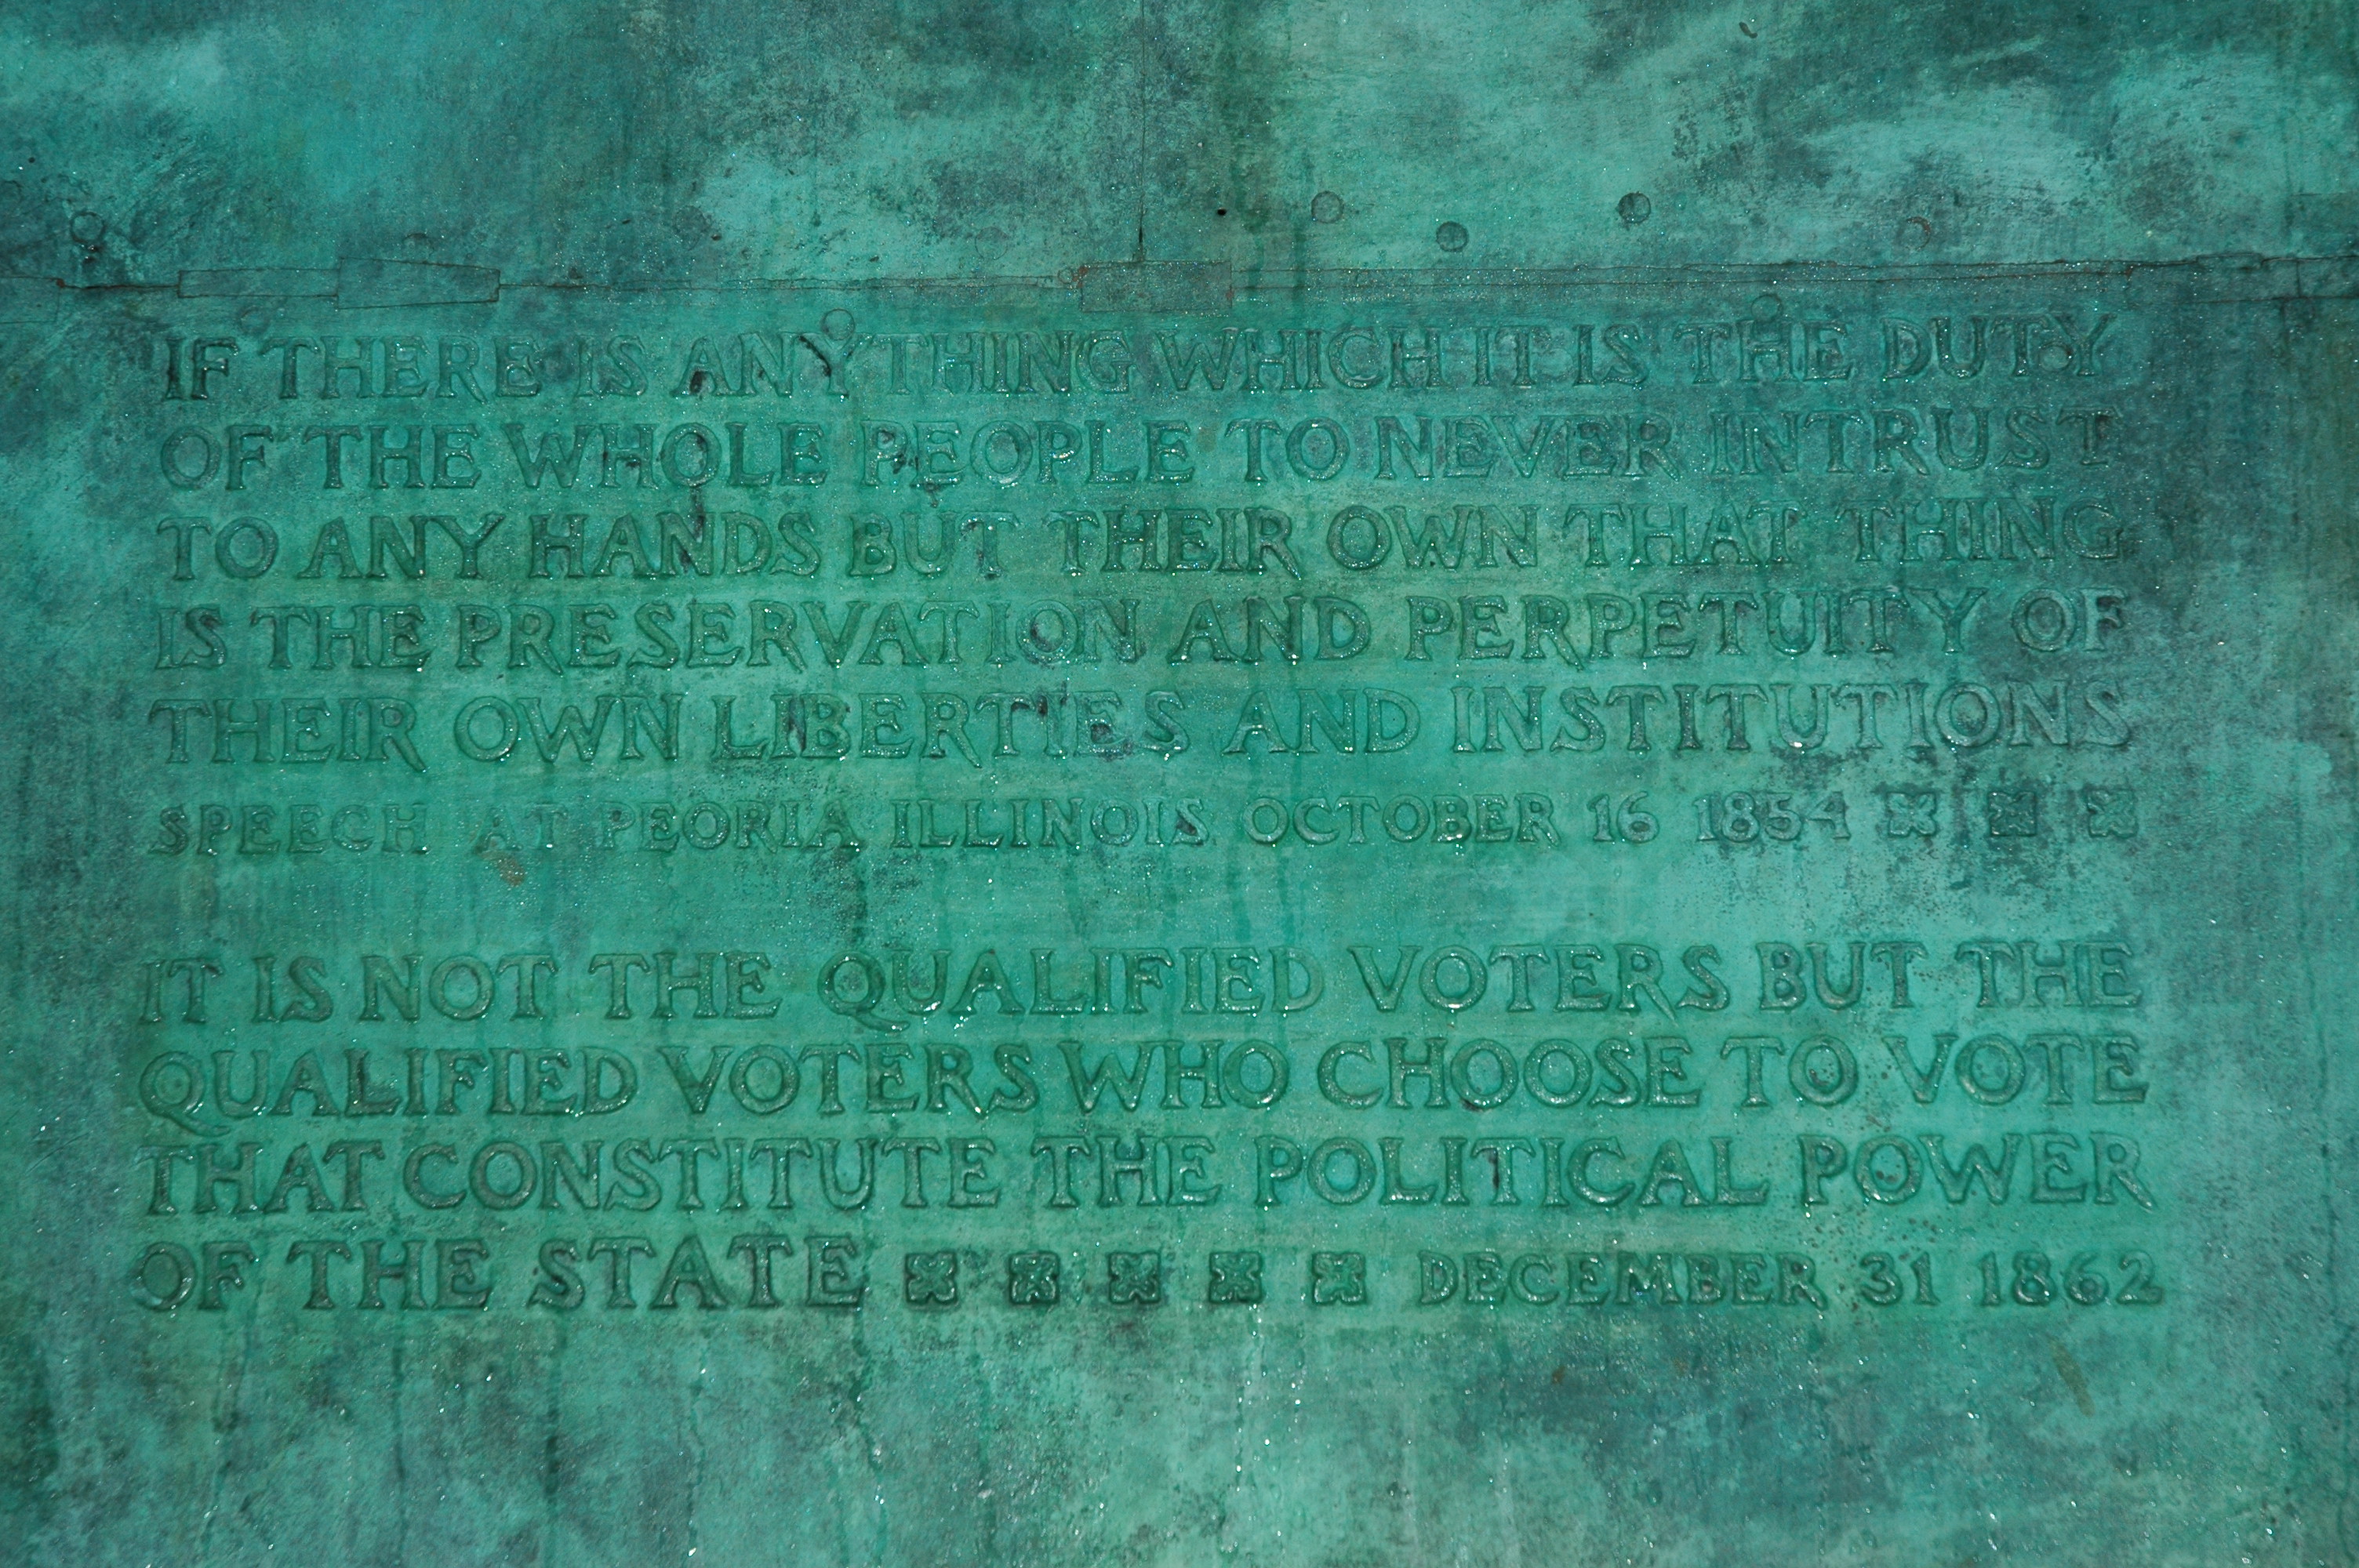 IF THERE IS ANYTHING WHICH IT IS THE DUTY
OF THE WHOLE PEOPLE TO NEVER INTRUST
TO ANY HANDS BUT THEIR OWN THAT THING
IS THE PRESERVATION AND PERPETUITY OF
THEIR OWN LIBERTIES AND INSTITUTIONS
SPEECH AT PEORIA ILLINOIS OCTOBER 16 1854
IT IS NOT THE QUALIFIED VOTERS BUT THE
QUALIFIED VOTERS WHO CHOOSE TO VOTE
THAT CONSTITUTE THE POLITICAL POWER
OF THE STATE DECEMBER 31 1862